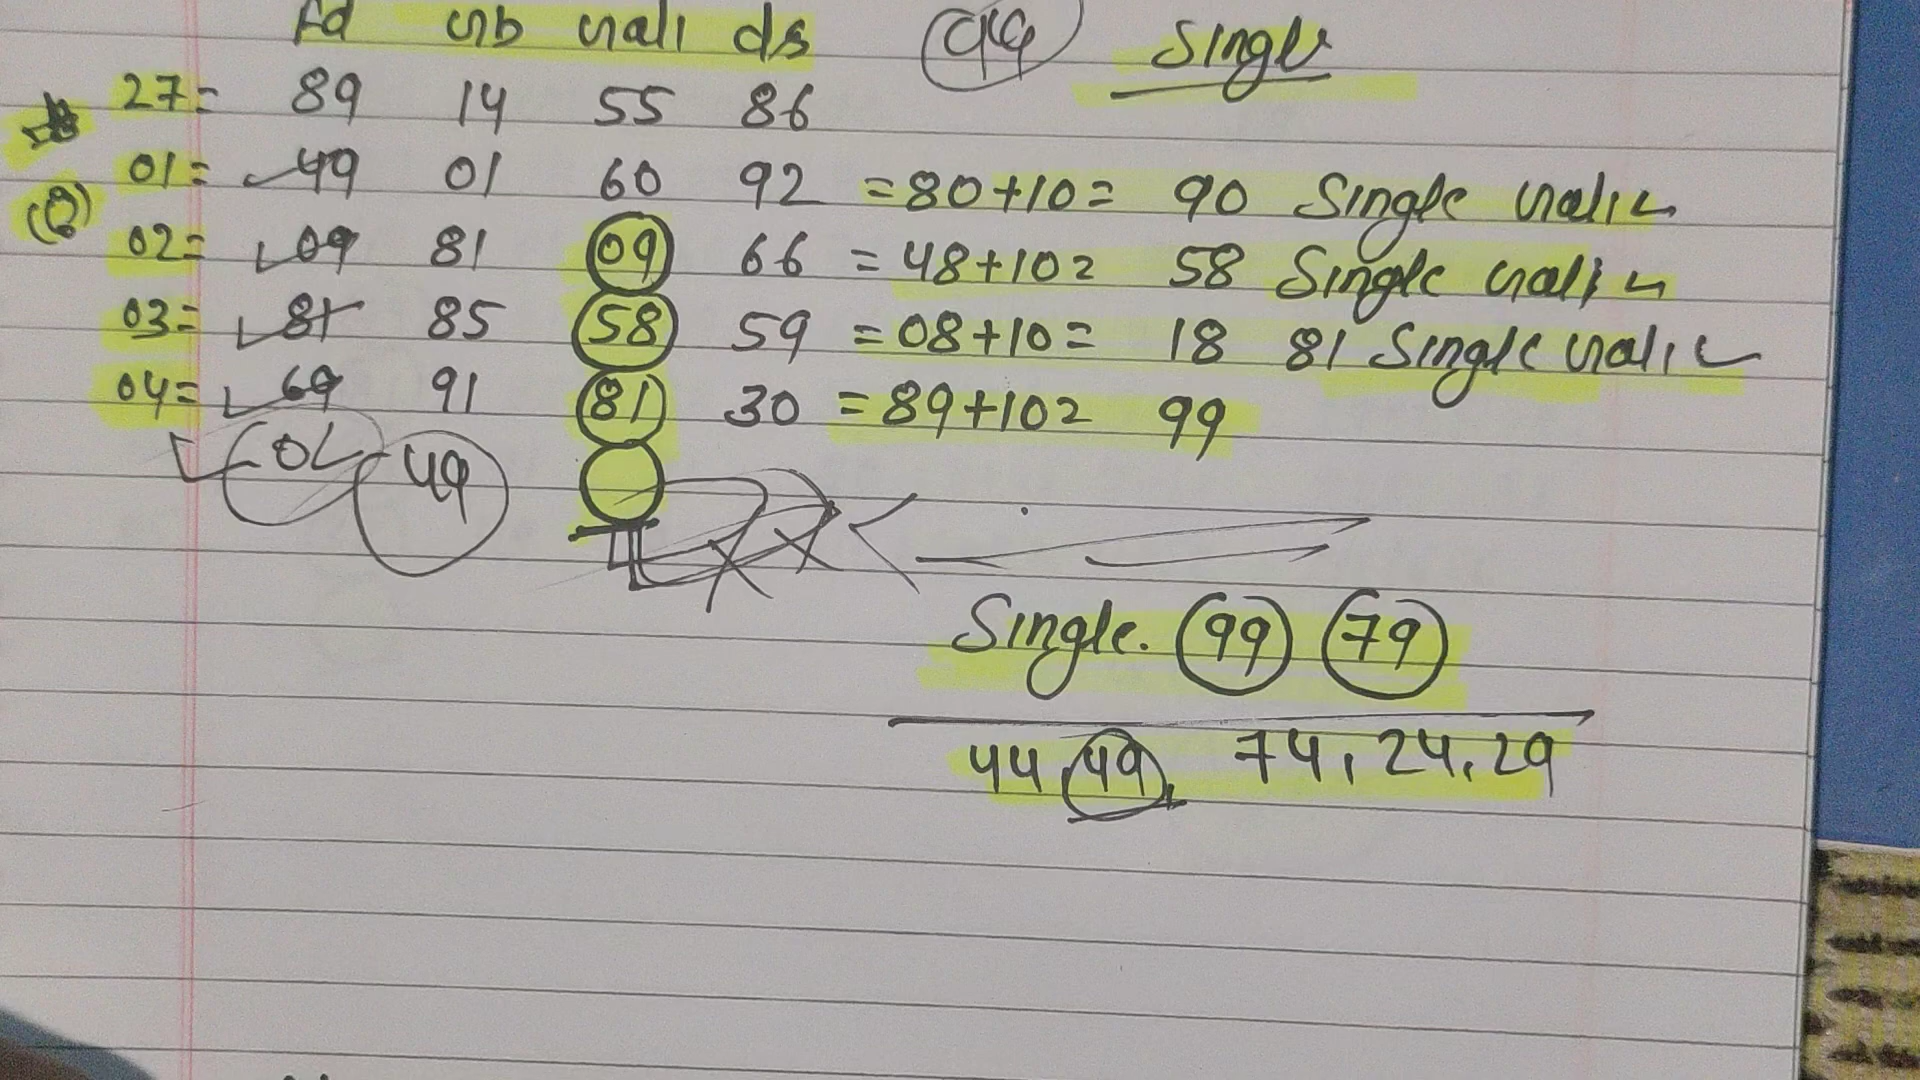 Fd Gb Gali ds 99 Single
27= 89 14 55 86
01= 49 01 60 92 =80+10= 90 Single Gali
02= 09 81 09 66 =48+10= 58 Single Gali
03= 81 85 58 59 =08+10= 18 81 Single Gali
04= 69 91 81 30 =89+10= 99
49
Single. 99 79
44, 49, 74, 24, 29